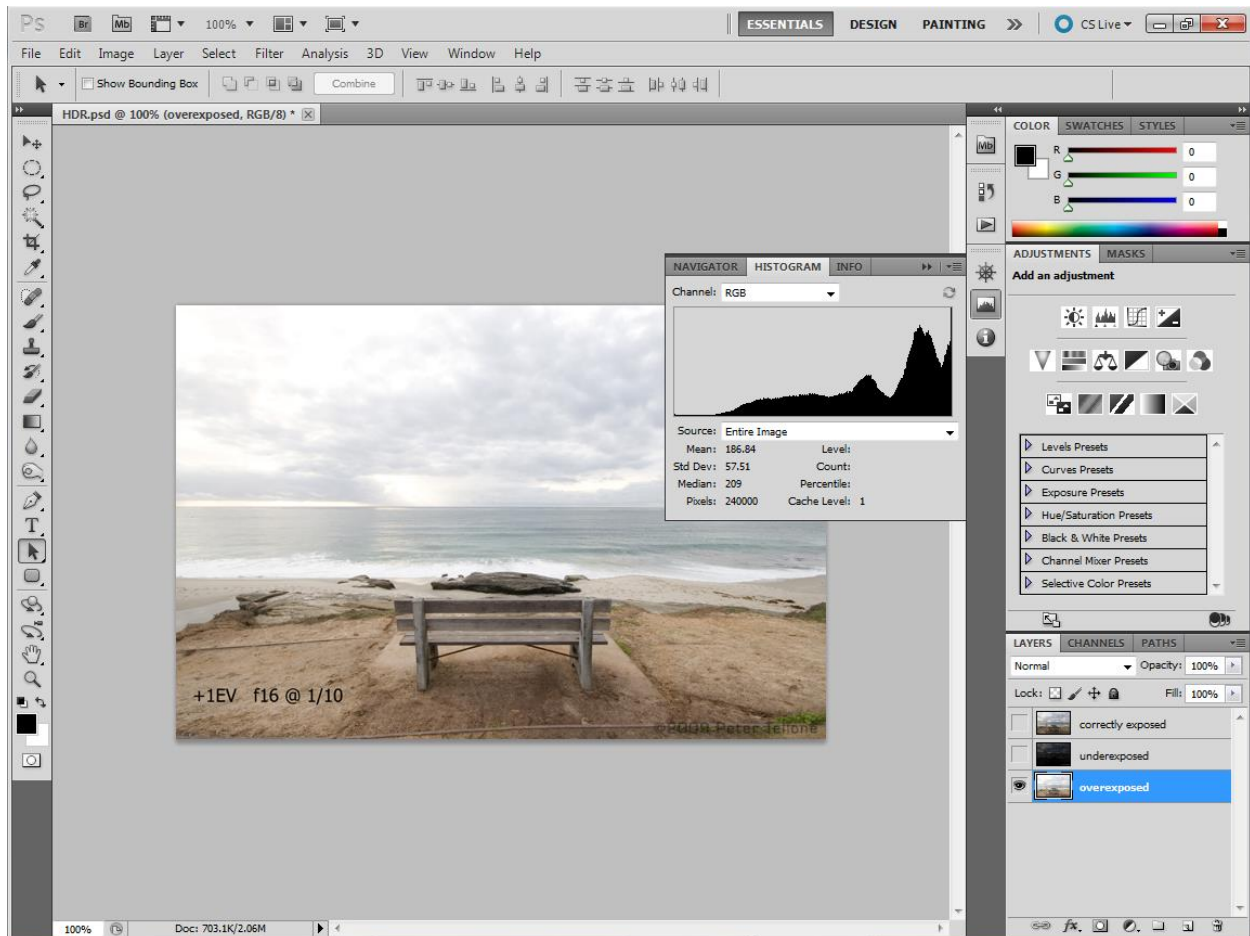 Ps Br Mb 100% ESSENTIALS DESIGN PAINTING CS Live
File Edit Image Layer Select Filter Analysis 3D View Window Help
Show Bounding Box Combine
HDR.psd @ 100% (overexposed, RGB/8) *
Mb
COLOR SWATCHES STYLES
R 0
G 0
B 0
ADJUSTMENTS MASKS
Add an adjustment
NAVIGATOR HISTOGRAM INFO
Channel: RGB
Source: Entire Image
Mean: 186.84 Level:
Std Dev: 57.51 Count:
Median: 209 Percentile:
Pixels: 240000 Cache Level: 1
Levels Presets
Curves Presets
Exposure Presets
Hue/Saturation Presets
Black & White Presets
Channel Mixer Presets
Selective Color Presets
LAYERS CHANNELS PATHS
Normal Opacity: 100%
Lock: Fill: 100%
correctly exposed
underexposed
overexposed
T
+1EV f16 @ 1/10
©2009 Peter Tellone
fx.
100% Doc: 703.1K/2.06M